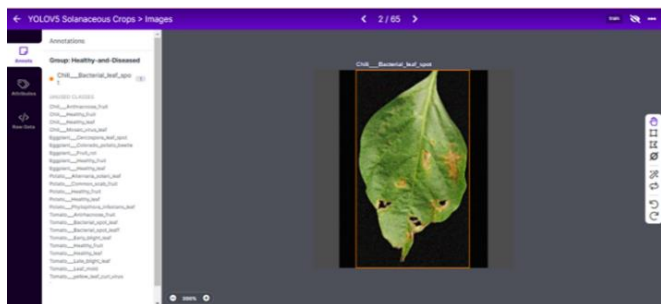 ← YOLOV5 Solanaceous Crops > Images
< 2 / 65 >
Annotations
Group: Healthy-and-Diseased
Chili___Bacterial_leaf_spo
t
1
UNUSED CLASSES
Chili___Anthracnose_fruit
Chili___Healthy_fruit
Chili___Healthy_leaf
Chili___Mosaic_virus_leaf
Eggplant___Cercospora_leaf_spot
Eggplant___Colorado_potato_beetle
Eggplant___Fruit_rot
Eggplant___Healthy_fruit
Eggplant___Healthy_leaf
Potato___Alternaria_solani_leaf
Potato___Common_scab_fruit
Potato___Healthy_fruit
Potato___Healthy_leaf
Potato___Phytophthora_infestans_leaf
Tomato___Anthracnose_fruit
Tomato___Bacterial_spot_leaf
Tomato___Bacterial_spot_leaff
Tomato___Early_blight_leaf
Tomato___Healthy_fruit
Tomato___Healthy_leaf
Tomato___Late_blight_leaf
Tomato___Leaf_mold
Tomato___yellow_leaf_curl_virus
Annotate
Attributes
Raw Data
Chili___Bacterial_leaf_spot